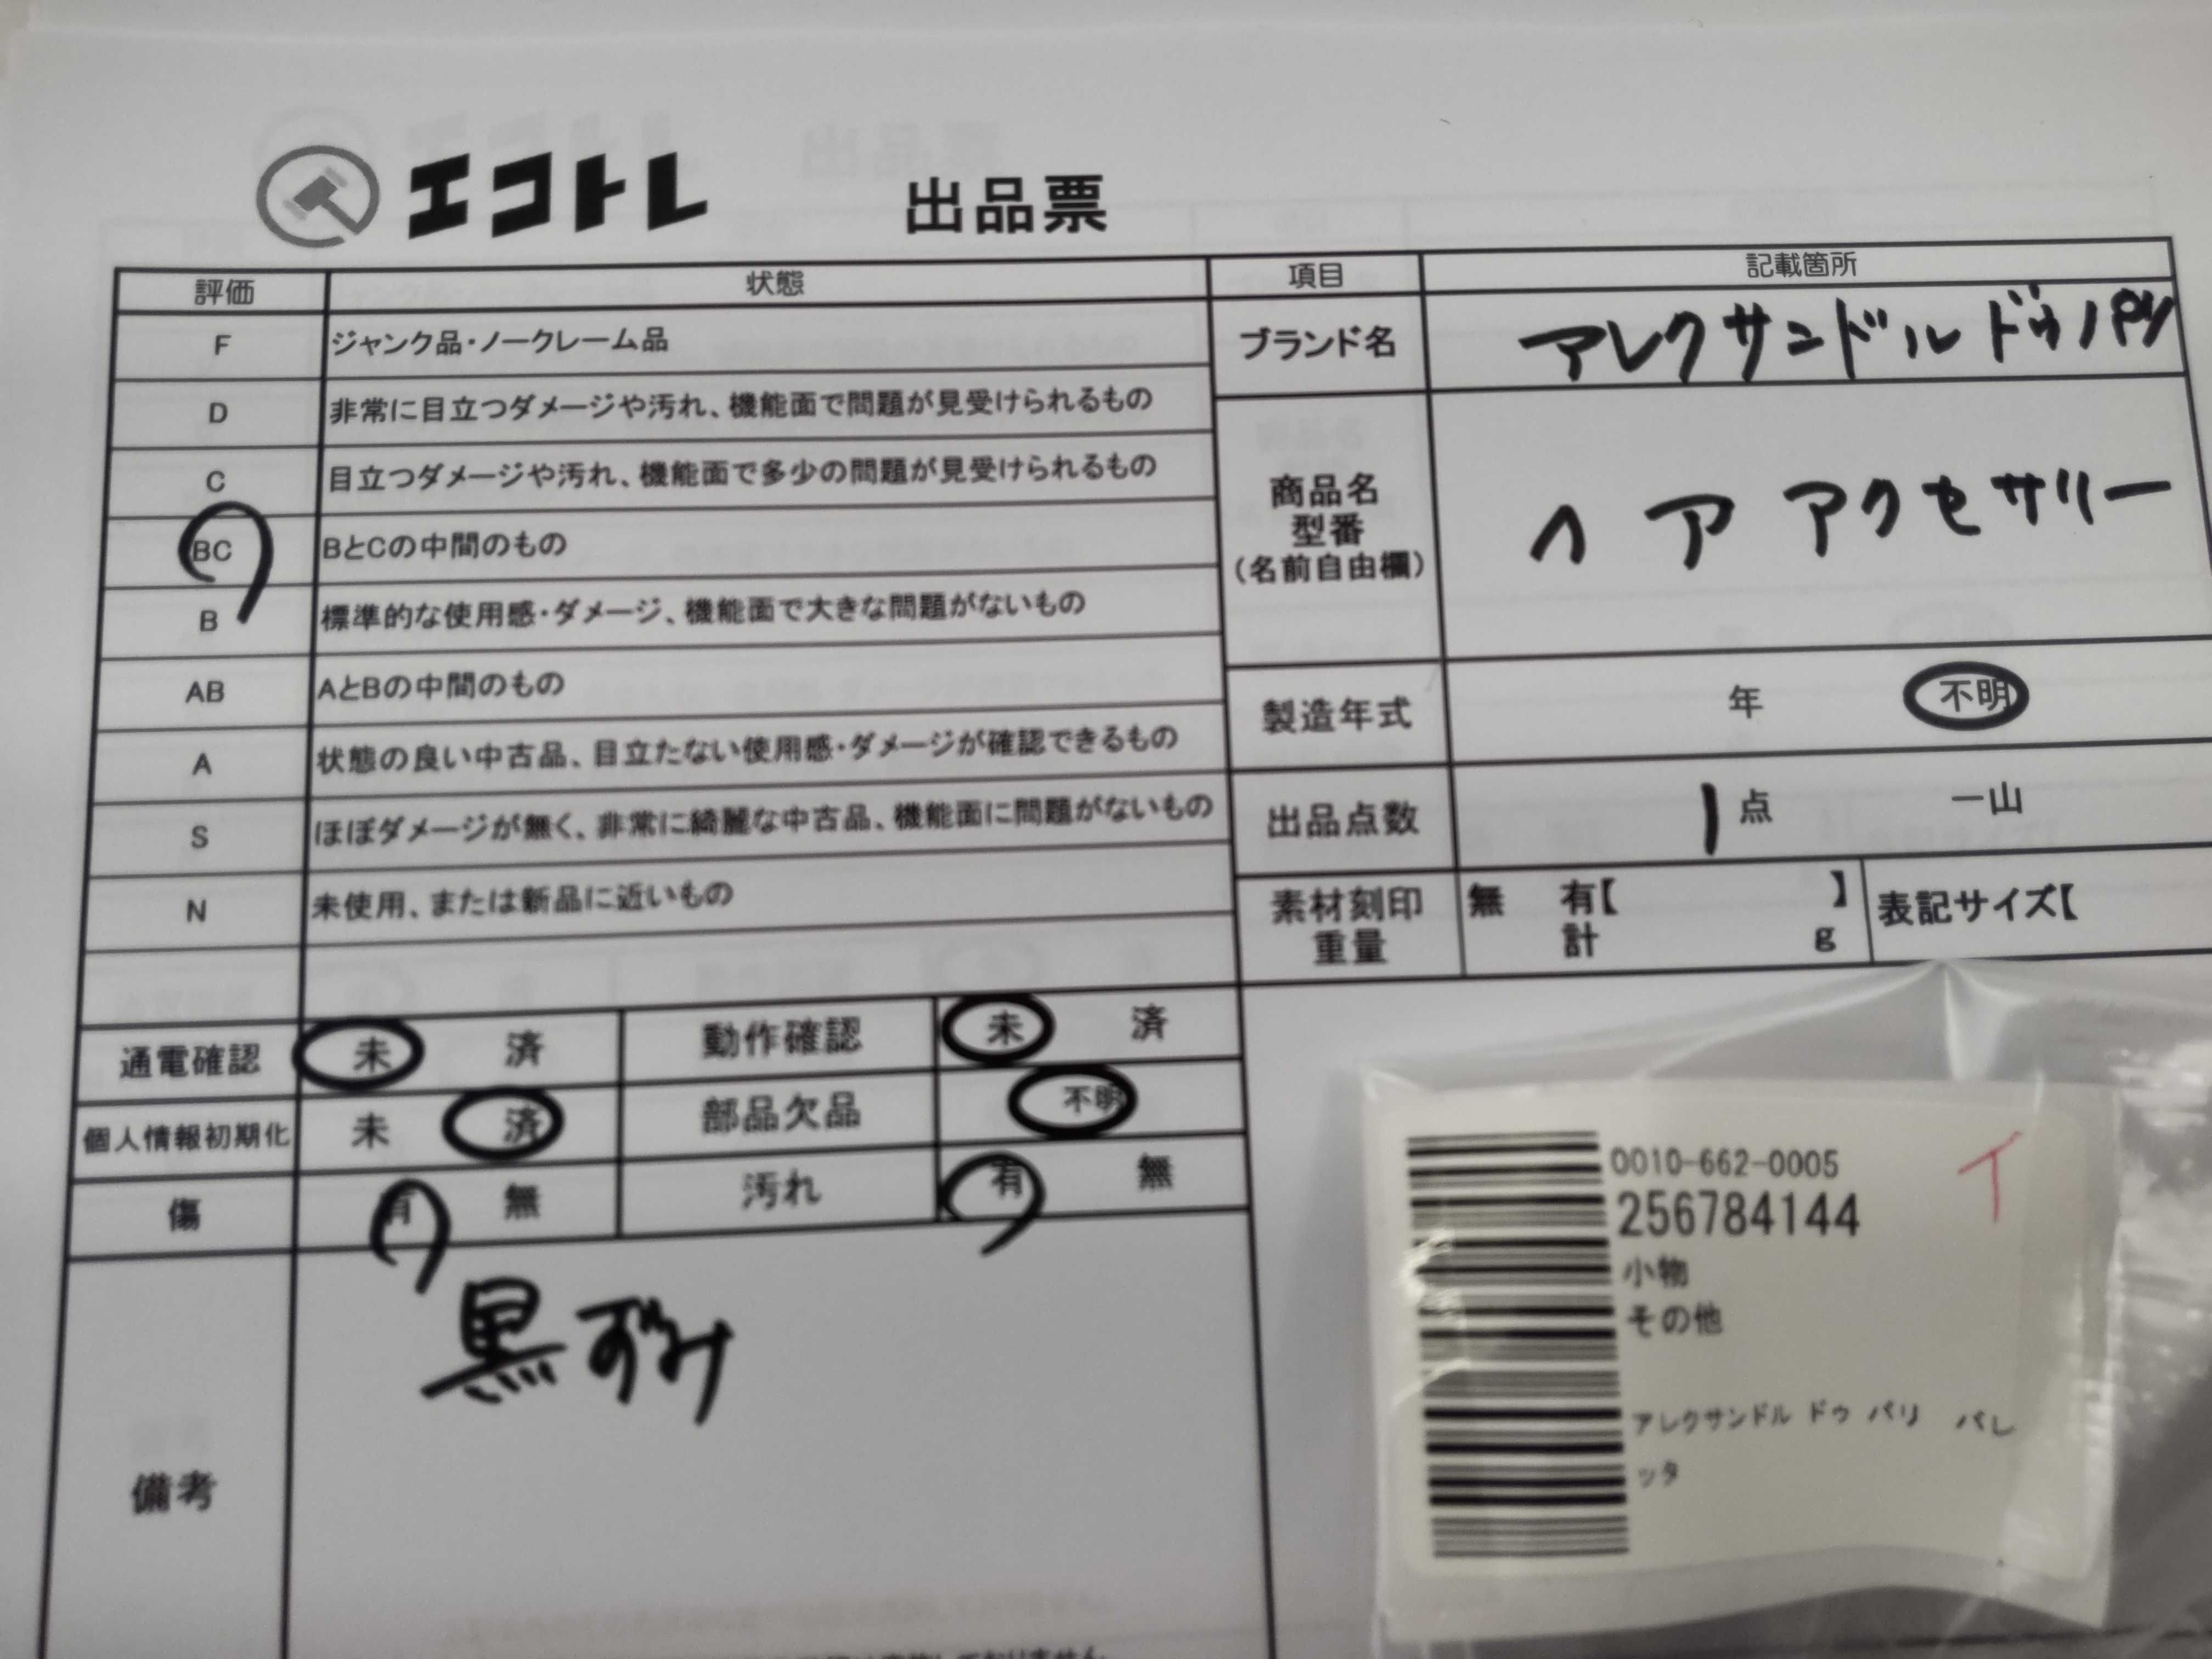 エコトレ 出品票
評価 状態 項目 記載箇所
F ジャンク品・ノークレーム品
ブランド名 アレクサンドルドゥパリ
D 非常に目立つダメージや汚れ、機能面で問題が見受けられるもの
C 目立つダメージや汚れ、機能面で多少の問題が見受けられるもの
商品名
型番
(名前自由欄)
ヘア アクセサリー
BC BとCの中間のもの
B 標準的な使用感・ダメージ、機能面で大きな問題がないもの
AB AとBの中間のもの
製造年式 年 不明
A 状態の良い中古品、目立たない使用感・ダメージが確認できるもの
出品点数 1点 一山
S ほぼダメージが無く、非常に綺麗な中古品、機能面に問題がないもの
N 未使用、または新品に近いもの
素材刻印 無 有【 】 表記サイズ【
重量 計 g
通電確認 未 済 動作確認 未 済
個人情報初期化 未 済 部品欠品 不明
傷 有 無 汚れ 有 無
備考
黒ずみ
0010-662-0005
256784144
イ
小物
その他
アレクサンドル ドゥ パリ バレ
ッタ